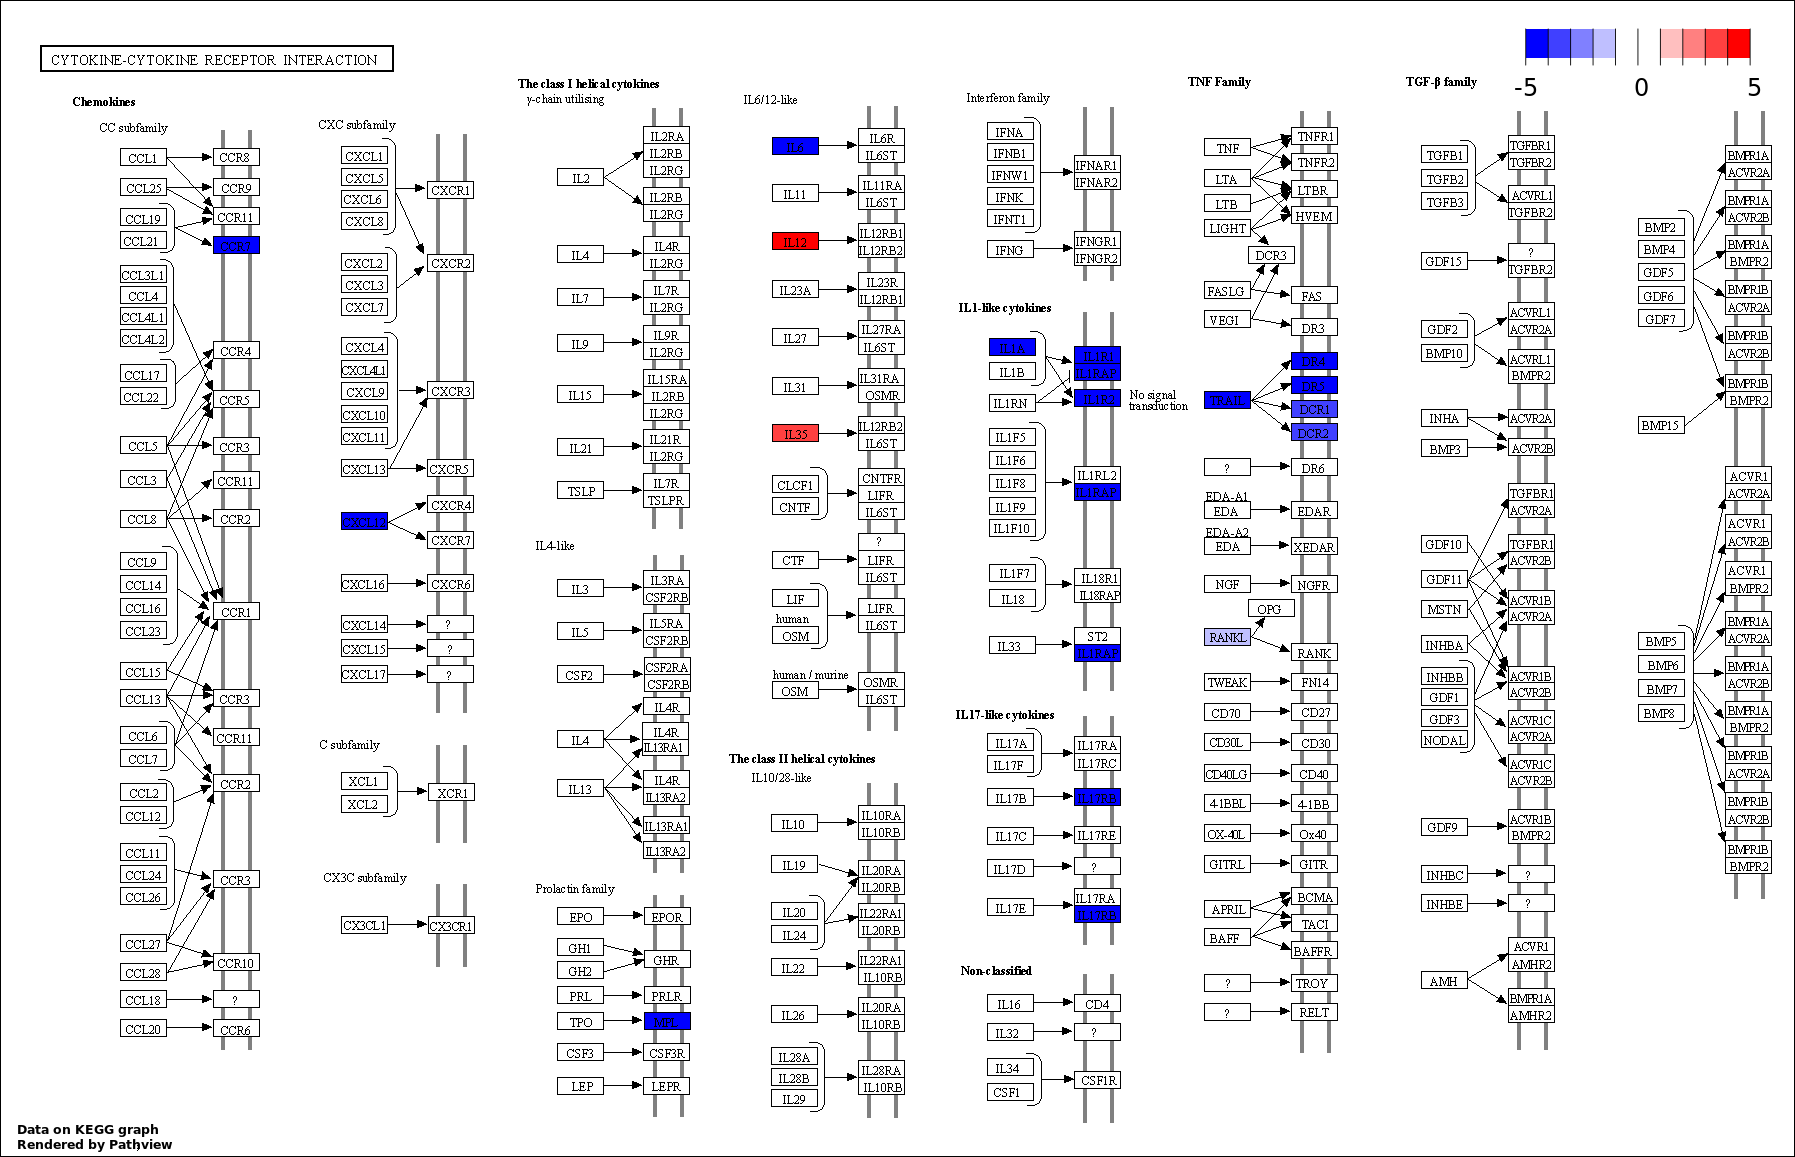 CYTOKINE-CYTOKINE RECEPTOR INTERACTION
-5
0
5
Chemokines
CC subfamily
CCL1
CCR8
CCL25
CCR9
CCL19
CCR11
CCL21
CCR7
CCL3L1
CCL4
CCL4L1
CCL4L2
CCR4
CCL17
CCL22
CCR5
CCL5
CCR3
CCL3
CCR11
CCL8
CCR2
CCL9
CCL14
CCL16
CCL23
CCR1
CCL15
CCL13
CCR3
CCL6
CCR11
CCL7
CCR2
CCL2
CCL12
CCL11
CCL24
CCR3
CCL26
CCL27
CCR10
CCL28
CCL18
?
CCL20
CCR6
CXC subfamily
CXCL1
CXCL5
CXCR1
CXCL6
CXCL8
CXCL2
CXCR2
CXCL3
CXCL7
CXCL4
CXCL4L1
CXCL9
CXCR3
CXCL10
CXCL11
CXCL13
CXCR5
CXCR4
CXCL12
CXCR7
CXCL16
CXCR6
CXCL14
?
CXCL15
?
CXCL17
?
C subfamily
XCL1
XCR1
XCL2
CX3C subfamily
CX3CL1
CX3CR1
The class I helical cytokines
γ-chain utilising
IL2RA
IL2RB
IL2RG
IL2
IL2RB
IL2RG
IL4
IL4R
IL2RG
IL7
IL7R
IL2RG
IL9
IL9R
IL2RG
IL15
IL15RA
IL2RB
IL2RG
IL21
IL21R
IL2RG
TSLP
IL7R
TSLPR
IL4-like
IL3
IL3RA
CSF2RB
IL5
IL5RA
CSF2RB
CSF2
CSF2RA
CSF2RB
IL4R
IL4
IL4R
IL13RA1
IL13
IL4R
IL13RA2
IL13RA1
IL13RA2
Prolactin family
EPO
EPOR
GH1
GH2
GHR
PRL
PRLR
TPO
MPL
CSF3
CSF3R
LEP
LEPR
IL6/12-like
IL6
IL6R
IL6ST
IL11
IL11RA
IL6ST
IL12
IL12RB1
IL12RB2
IL23A
IL23R
IL12RB1
IL27
IL27RA
IL6ST
IL31
IL31RA
OSMR
IL35
IL12RB2
IL6ST
CLCF1
CNTF
CNTFR
LIFR
IL6ST
CTF
?
LIFR
IL6ST
LIF
human
OSM
LIFR
IL6ST
human / murine
OSM
OSMR
IL6ST
The class II helical cytokines
IL10/28-like
IL10
IL10RA
IL10RB
IL19
IL20RA
IL20RB
IL20
IL24
IL22RA1
IL20RB
IL22
IL22RA1
IL10RB
IL26
IL20RA
IL10RB
IL28A
IL28B
IL29
IL28RA
IL10RB
Interferon family
IFNA
IFNB1
IFNW1
IFNK
IFNT1
IFNAR1
IFNAR2
IFNG
IFNGR1
IFNGR2
IL1-like cytokines
IL1A
IL1B
IL1RN
IL1R1
IL1RAP
IL1R2
No signal
transduction
IL1F5
IL1F6
IL1F8
IL1F9
IL1F10
IL1RL2
IL1RAP
IL1F7
IL18
IL18R1
IL18RAP
IL33
ST2
IL1RAP
IL17-like cytokines
IL17A
IL17F
IL17RA
IL17RC
IL17B
IL17RB
IL17C
IL17RE
IL17D
?
IL17E
IL17RA
IL17RB
Non-classified
IL16
CD4
IL32
?
IL34
CSF1
CSF1R
TNF Family
TNF
TNFR1
TNFR2
LTA
LTB
LTBR
LIGHT
HVEM
DCR3
FASLG
FAS
VEGI
DR3
DR4
TRAIL
DR5
DCR1
DCR2
?
DR6
EDA-A1
EDA
EDAR
EDA-A2
EDA
XEDAR
NGF
NGFR
OPG
RANKL
RANK
TWEAK
FN14
CD70
CD27
CD30L
CD30
CD40LG
CD40
4-1BBL
4-1BB
OX-40L
Ox40
GITRL
GITR
APRIL
BCMA
TACI
BAFF
BAFFR
?
TROY
?
RELT
TGF-β family
TGFB1
TGFB2
TGFB3
TGFBR1
TGFBR2
ACVRL1
TGFBR2
GDF15
?
TGFBR2
GDF2
BMP10
ACVRL1
ACVR2A
ACVRL1
BMPR2
INHA
ACVR2A
BMP3
ACVR2B
TGFBR1
ACVR2A
GDF10
TGFBR1
ACVR2B
GDF11
MSTN
ACVR1B
ACVR2A
INHBA
INHBB
GDF1
GDF3
NODAL
ACVR1B
ACVR2B
ACVR1C
ACVR2A
ACVR1C
ACVR2B
GDF9
ACVR1B
BMPR2
INHBC
?
INHBE
?
AMH
ACVR1
AMHR2
BMPR1A
AMHR2
BMP2
BMP4
GDF5
GDF6
GDF7
BMPR1A
ACVR2A
BMPR1A
ACVR2B
BMPR1A
BMPR2
BMPR1B
ACVR2A
BMPR1B
ACVR2B
BMPR1B
BMPR2
BMP15
BMP5
BMP6
BMP7
BMP8
ACVR1
ACVR2A
ACVR1
ACVR2B
ACVR1
BMPR2
BMPR1A
ACVR2A
BMPR1A
ACVR2B
BMPR1A
BMPR2
BMPR1B
ACVR2A
BMPR1B
ACVR2B
BMPR1B
BMPR2
Data on KEGG graph
Rendered by Pathview